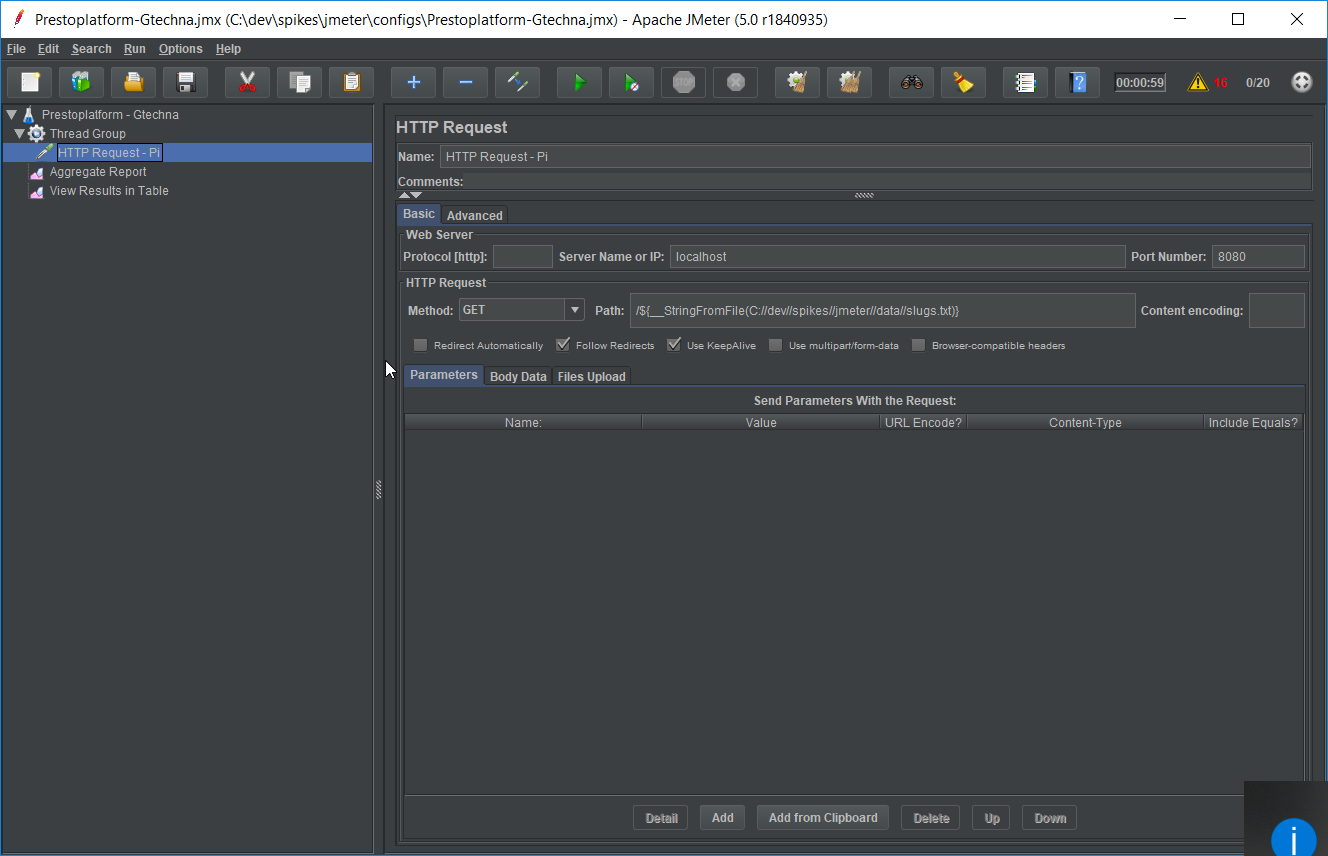 Prestoplatform-Gtechna.jmx (C:\dev\spikes\jmeter\configs\Prestoplatform-Gtechna.jmx) - Apache JMeter (5.0 r1840935)
File Edit Search Run Options Help
STOP 00:00:59 16 0/20
Prestoplatform - Gtechna
Thread Group
HTTP Request - Pi
Aggregate Report
View Results in Table
HTTP Request
Name: HTTP Request - Pi
Comments:
Basic Advanced
Web Server
Protocol [http]: Server Name or IP: localhost Port Number: 8080
HTTP Request
Method: GET Path: /${__StringFromFile(C://dev//spikes//jmeter//data//slugs.txt)} Content encoding:
Redirect Automatically Follow Redirects Use KeepAlive Use multipart/form-data Browser-compatible headers
Parameters Body Data Files Upload
Send Parameters With the Request:
Name: Value URL Encode? Content-Type Include Equals?
Detail Add Add from Clipboard Delete Up Down